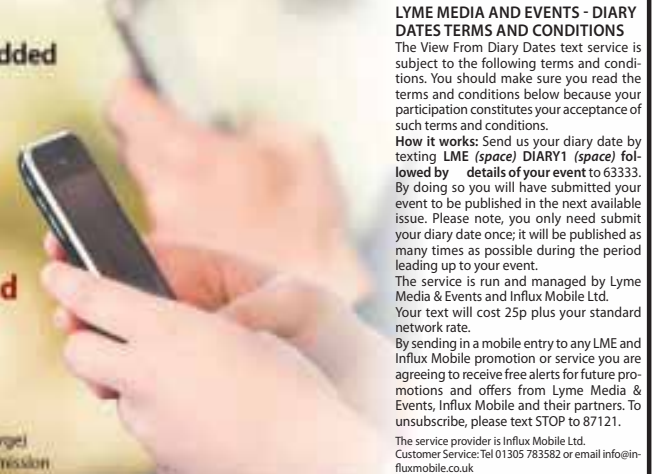 dded
d
rgel
mission
LYME MEDIA AND EVENTS - DIARY
DATES TERMS AND CONDITIONS
The View From Diary Dates text service is
subject to the following terms and condi-
tions. You should make sure you read the
terms and conditions below because your
participation constitutes your acceptance of
such terms and conditions.
How it works: Send us your diary date by
texting LME (space) DIARY1 (space) fol-
lowed by details of your event to 63333.
By doing so you will have submitted your
event to be published in the next available
issue. Please note, you only need submit
your diary date once; it will be published as
many times as possible during the period
leading up to your event.
The service is run and managed by Lyme
Media & Events and Influx Mobile Ltd.
Your text will cost 25p plus your standard
network rate.
By sending in a mobile entry to any LME and
Influx Mobile promotion or service you are
agreeing to receive free alerts for future pro-
motions and offers from Lyme Media &
Events, Influx Mobile and their partners. To
unsubscribe, please text STOP to 87121.
The service provider is Influx Mobile Ltd.
Customer Service: Tel 01305 783582 or email info@in-
fluxmobile.co.uk